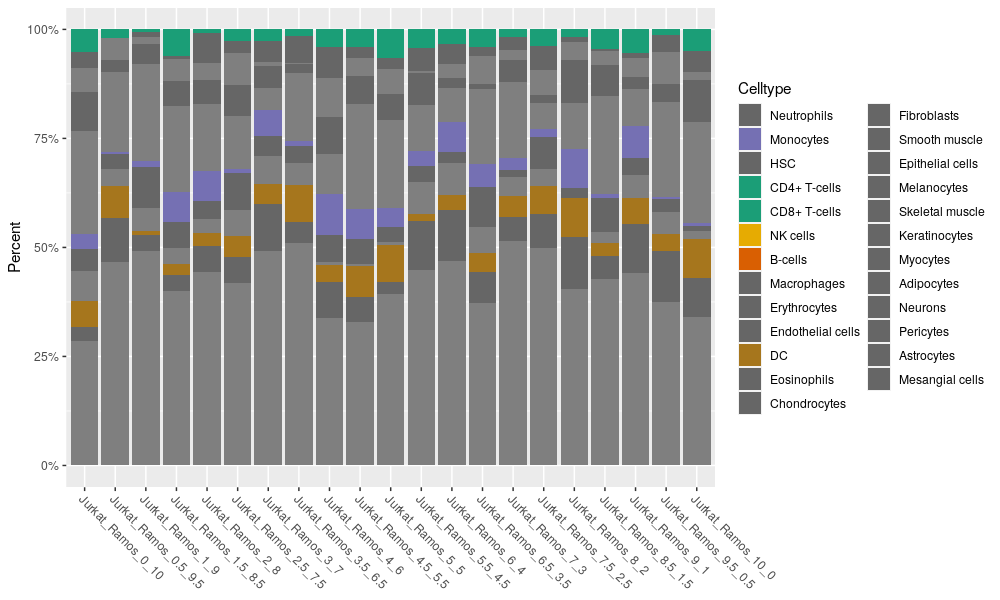 100%
75%
50%
25%
0%
Percent
Jurkat_Ramos_0_10
Jurkat_Ramos_0.5_9.5
Jurkat_Ramos_1_9
Jurkat_Ramos_1.5_8.5
Jurkat_Ramos_2_8
Jurkat_Ramos_2.5_7.5
Jurkat_Ramos_3_7
Jurkat_Ramos_3.5_6.5
Jurkat_Ramos_4_6
Jurkat_Ramos_4.5_5.5
Jurkat_Ramos_5_5
Jurkat_Ramos_5.5_4.5
Jurkat_Ramos_6_4
Jurkat_Ramos_6.5_3.5
Jurkat_Ramos_7_3
Jurkat_Ramos_7.5_2.5
Jurkat_Ramos_8_2
Jurkat_Ramos_8.5_1.5
Jurkat_Ramos_9_1
Jurkat_Ramos_9.5_0.5
Jurkat_Ramos_10_0
Celltype
Neutrophils
Monocytes
HSC
CD4+ T-cells
CD8+ T-cells
NK cells
B-cells
Macrophages
Erythrocytes
Endothelial cells
DC
Eosinophils
Chondrocytes
Fibroblasts
Smooth muscle
Epithelial cells
Melanocytes
Skeletal muscle
Keratinocytes
Myocytes
Adipocytes
Neurons
Pericytes
Astrocytes
Mesangial cells